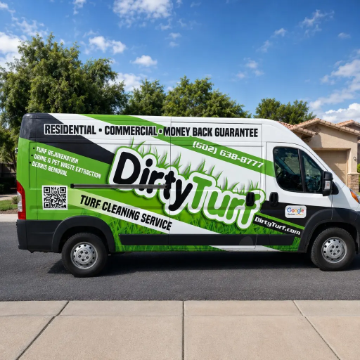 RESIDENTIAL • COMMERCIAL • MONEY BACK GUARANTEE
(502) 638-8777
- TURF REJUVENATION
- URINE & PET WASTE EXTRACTION
- DEBRIS REMOVAL
DirtyTurf
TURF CLEANING SERVICE
Google
DirtyTurf.com